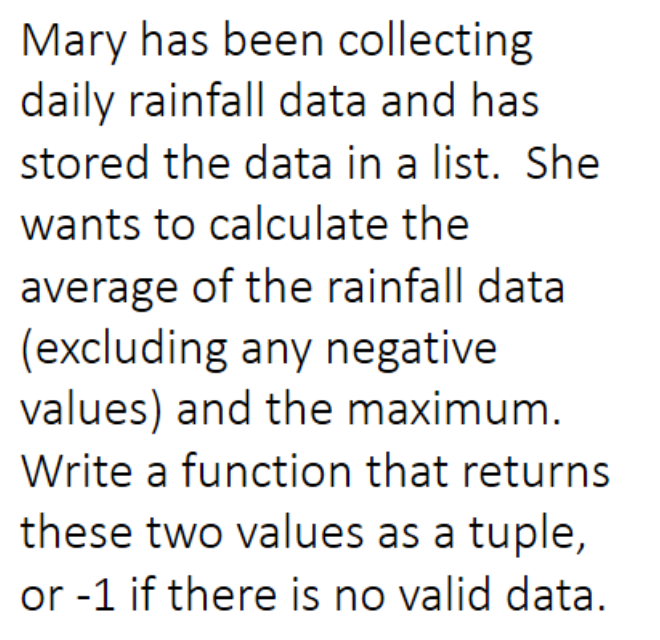 Mary has been collecting
daily rainfall data and has
stored the data in a list.  She
wants to calculate the
average of the rainfall data
(excluding any negative
values) and the maximum.
Write a function that returns
these two values as a tuple,
or -1 if there is no valid data.